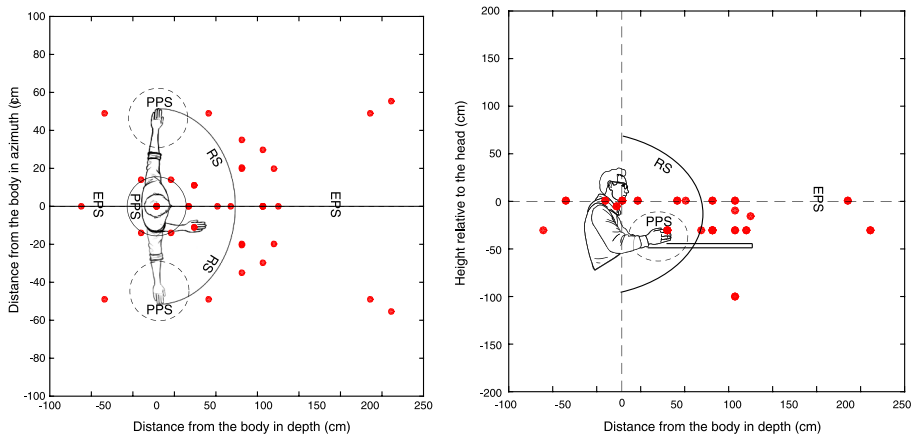 100
80
60
40
20
0
-20
-40
-60
-80
-100
-100
-50
0
50
100
150
200
250
Distance from the body in azimuth (cm
Distance from the body in depth (cm)
PPS
RS
EPS
PPS
EPS
RS
PPS
200
150
100
50
0
-50
-100
-150
-200
-100
-50
0
50
100
150
200
250
Height relative to the head (cm)
Distance from the body in depth (cm)
RS
PPS
EPS